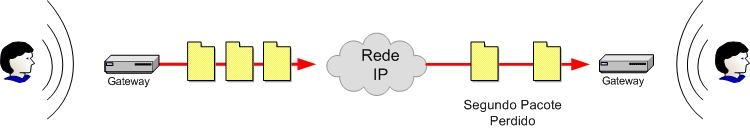 Gateway
Rede
IP
Gateway
Segundo Pacote
Perdido